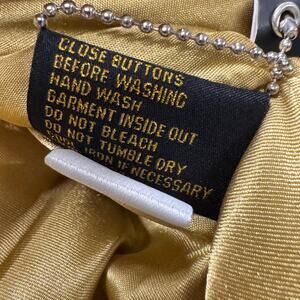 CLOSE BUTTONS
BEFORE WASHING
HAND WASH
GARMENT INSIDE OUT
DO NOT BLEACH
DO NOT TUMBLE DRY
IRON IF NECESSARY